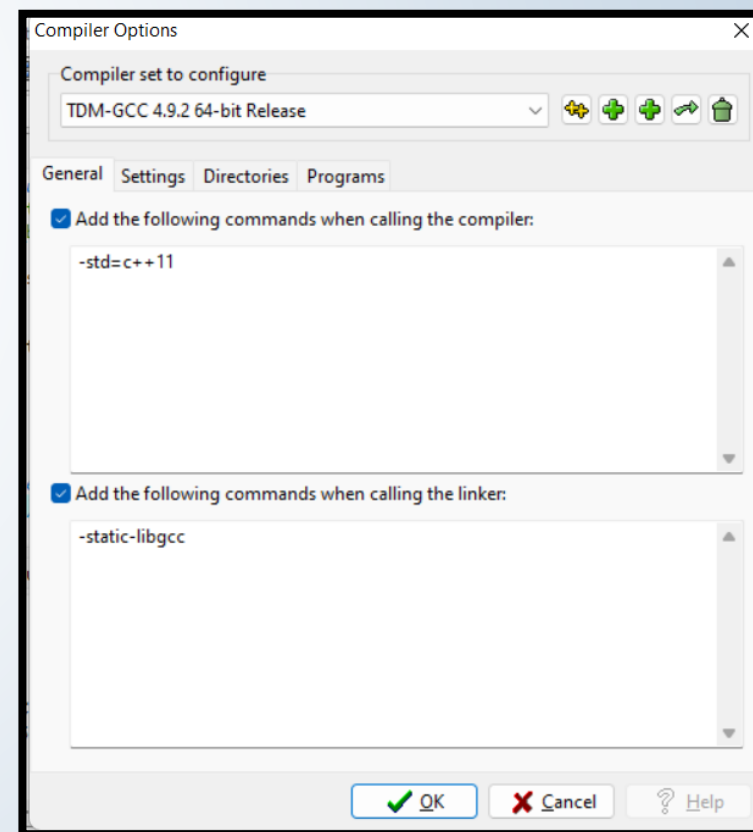 Compiler Options
Compiler set to configure
TDM-GCC 4.9.2 64-bit Release
General Settings Directories Programs
Add the following commands when calling the compiler:
-std=c++11
Add the following commands when calling the linker:
-static-libgcc
OK Cancel Help